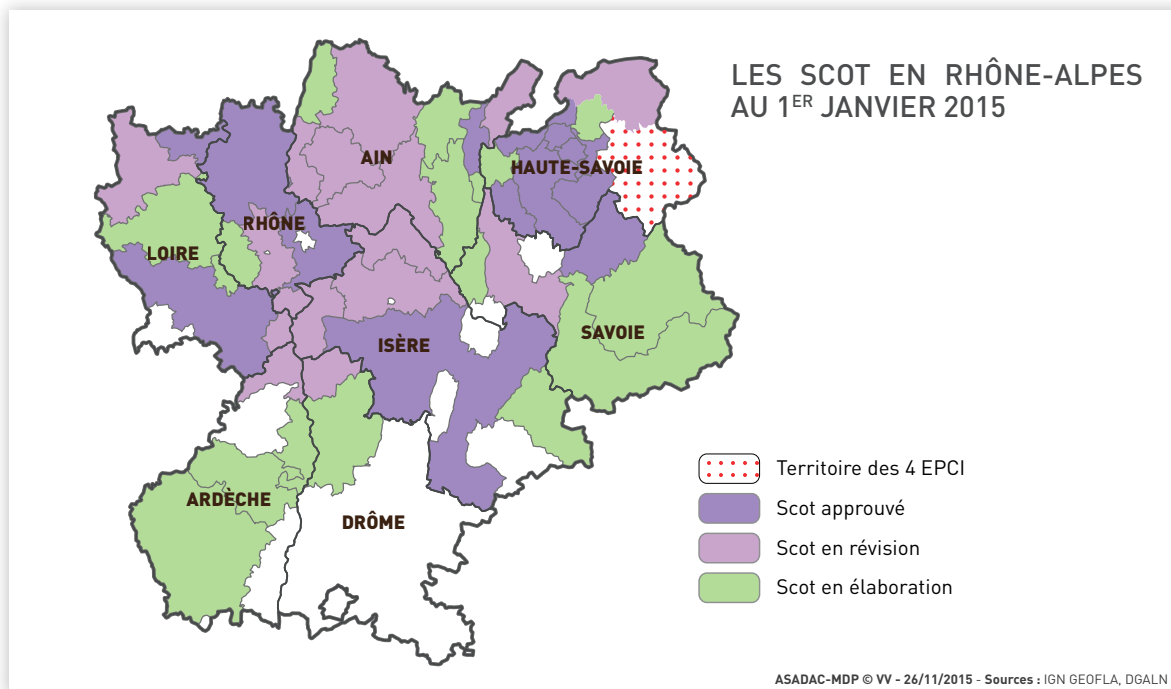 LES SCOT EN RHÔNE-ALPES
AU 1ER JANVIER 2015
AIN
HAUTE-SAVOIE
RHÔNE
LOIRE
SAVOIE
ISÈRE
ARDÈCHE
DRÔME
Territoire des 4 EPCI
Scot approuvé
Scot en révision
Scot en élaboration
ASADAC-MDP © VV - 26/11/2015 - Sources : IGN GEOFLA, DGALN